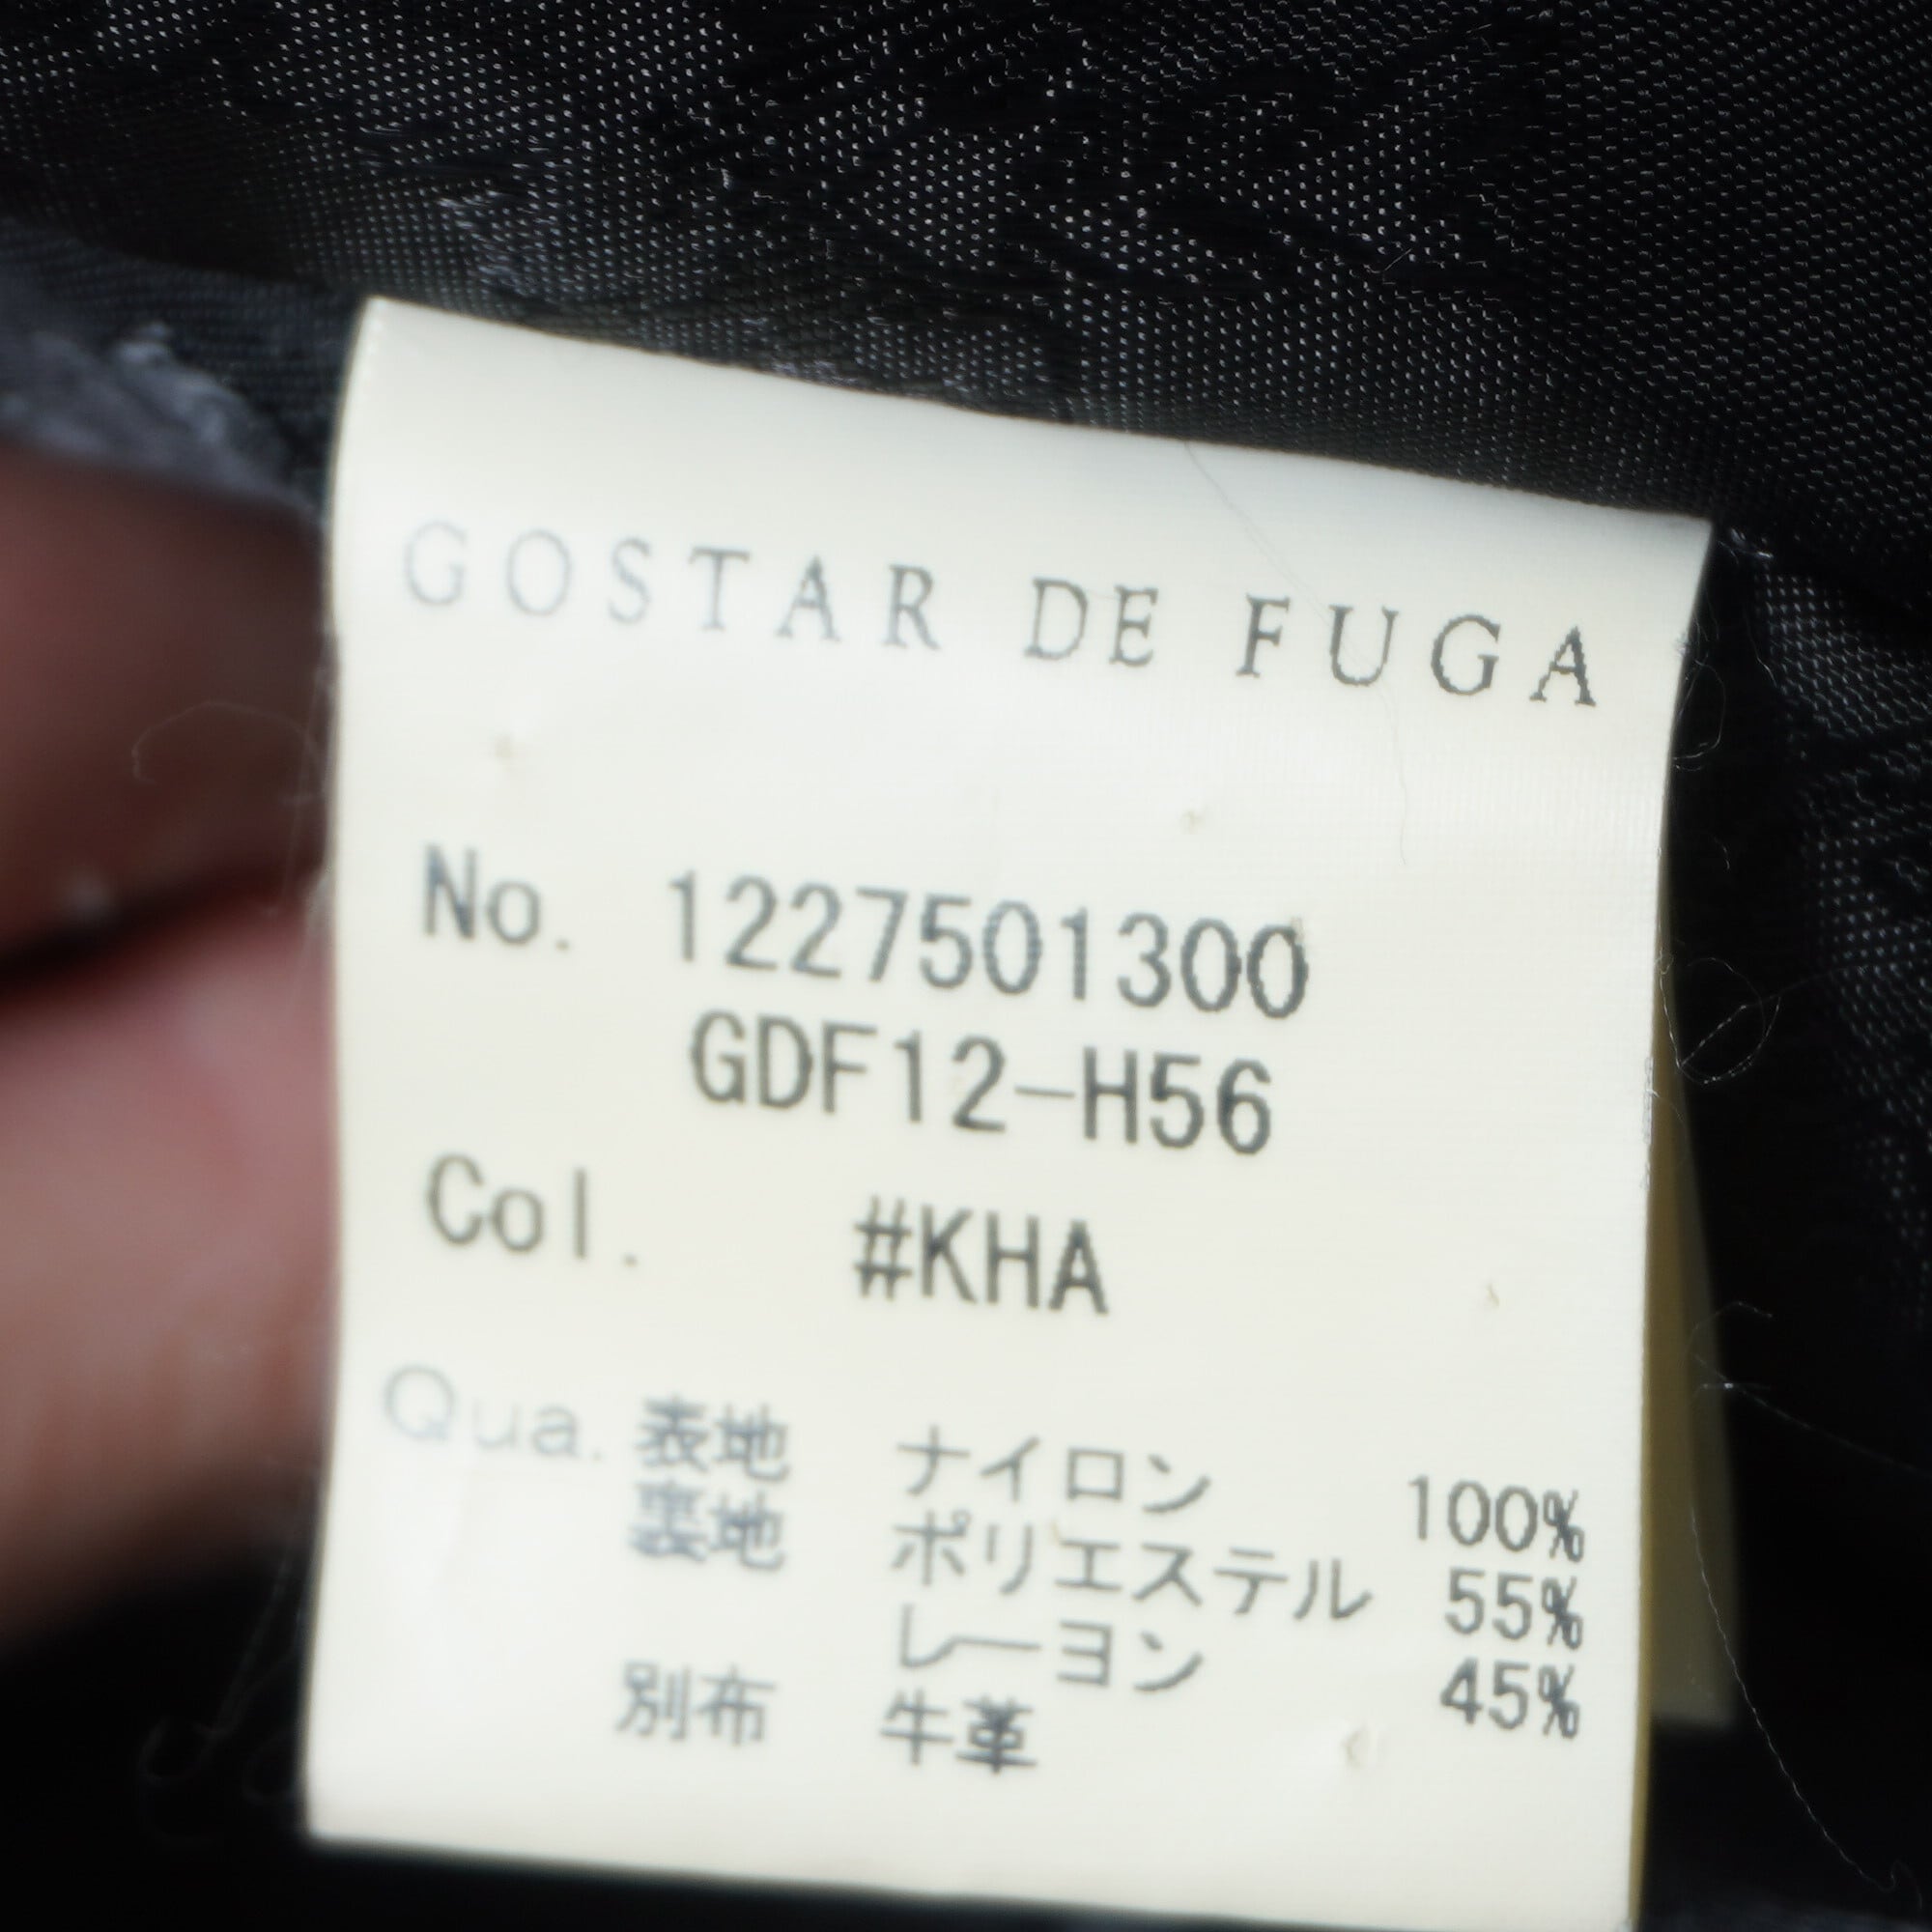 GOSTAR DE FUGA
No. 1227501300
GDF12-H56
Col. #KHA
Qua. 表地 ナイロン 100%
裏地 ポリエステル 55%
レーヨン 45%
別布 牛革